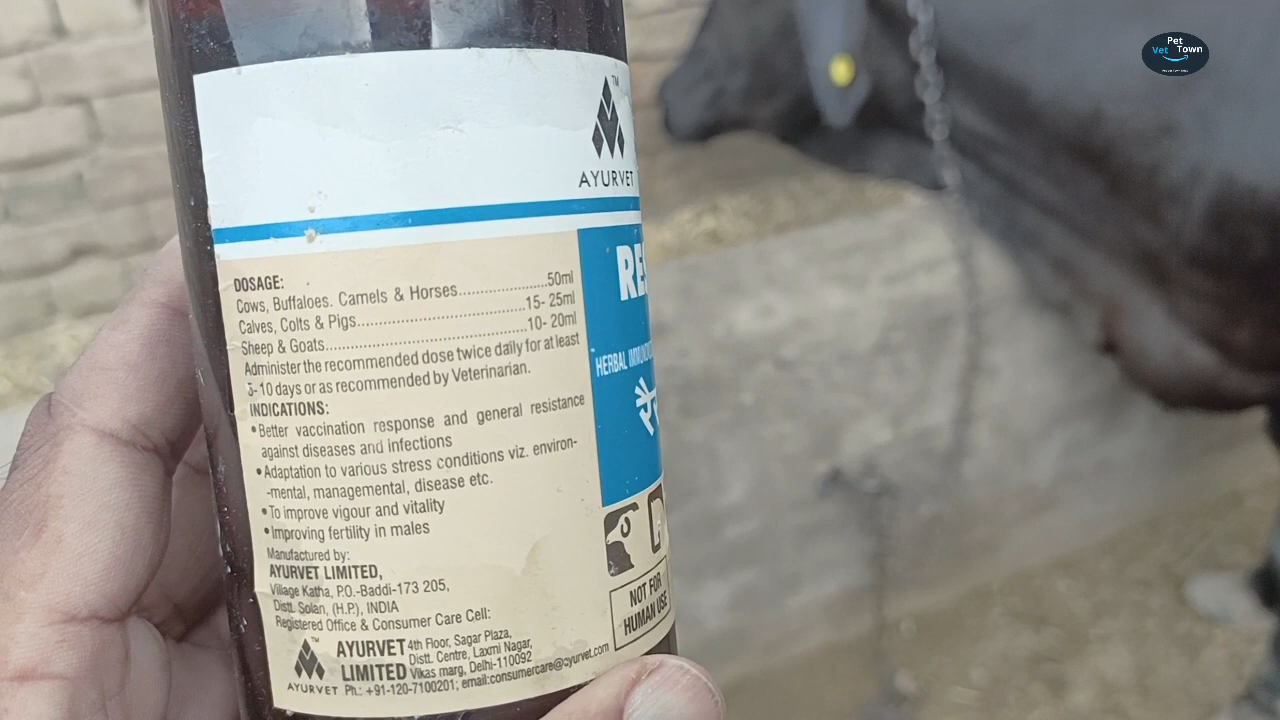 Pet
Vet Town
TM
AYURVET
DOSAGE:
Cows, Buffaloes. Camels & Horses.....................50ml
Calves, Colts & Pigs.......................................15- 25ml
Sheep & Goats..............................................10- 20ml
Administer the recommended dose twice daily for at least
5- 10 days or as recommended by Veterinarian.
INDICATIONS:
•Better vaccination response and general resistance
against diseases and infections
•Adaptation to various stress conditions viz. environ-
-mental, managemental, disease etc.
•To improve vigour and vitality
•Improving fertility in males
Manufactured by:
AYURVET LIMITED,
Village Katha, P.O.-Baddi-173 205,
Distt. Solan, (H.P.), INDIA
Registered Office & Consumer Care Cell:
TM
AYURVET
AYURVET LIMITED
4th Floor, Sagar Plaza,
Distt. Centre, Laxmi Nagar,
Vikas marg, Delhi-110092
Ph.: +91-120-7100201; email:consumercare@ayurvet.com
HERBAL
NOT FOR
HUMAN USE